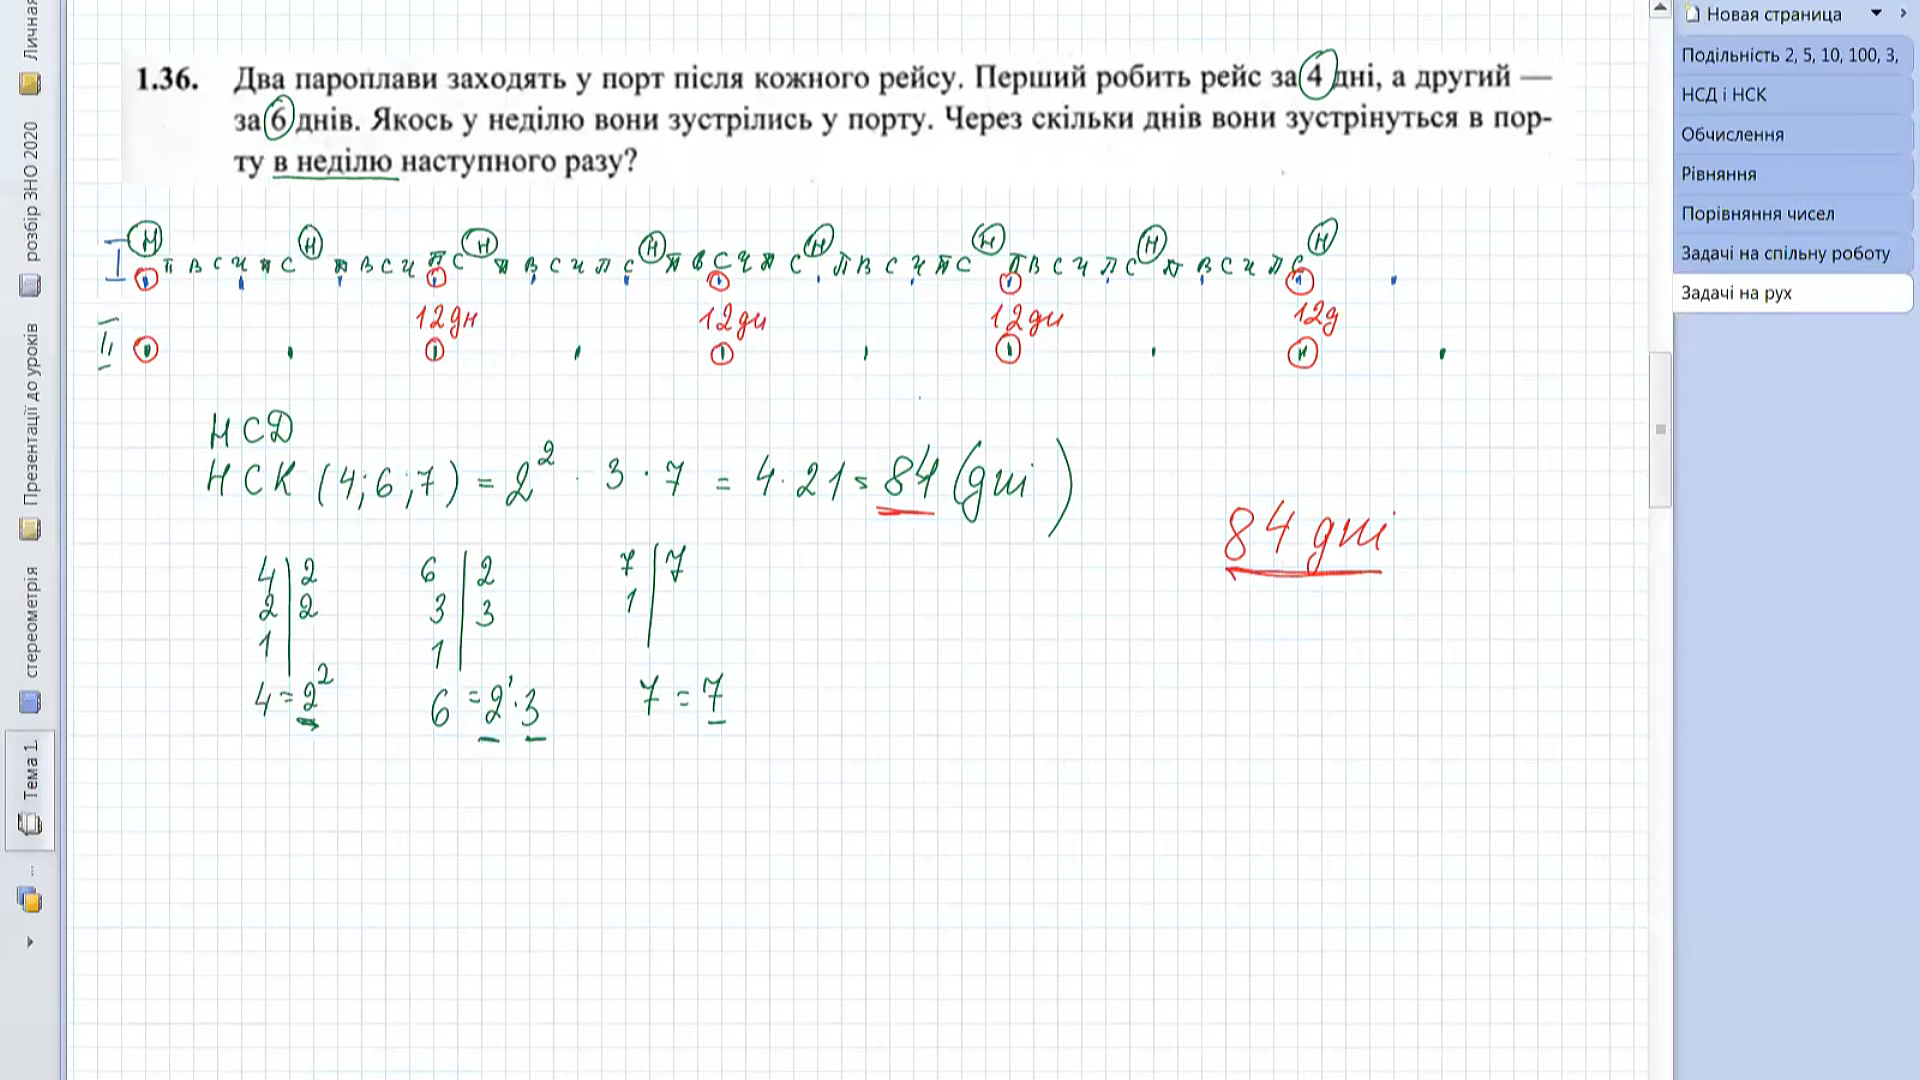 Личная
розбір ЗНО 2020
Презентації до уроків
стереометрія
Тема 1.
...
1.36. Два пароплави заходять у порт після кожного рейсу. Перший робить рейс за 4 дні, а другий —
за 6 днів. Якось у неділю вони зустрілись у порту. Через скільки днів вони зустрінуться в пор-
ту в неділю наступного разу?
I Н П В С Ч П С Н П В С Ч П С Н П В С Ч П С Н П В С Ч П С Н П В С Ч П С Н П В С Ч П С Н П В С Ч П С Н
12дн 12дн 12дн 12д
II
НСД
НСК (4;6;7) = 2² · 3 · 7 = 4·21 = 84 (дні)
84 дні
4 | 2 6 | 2 7 | 7
2 | 2 3 | 3 1
1 1
4 = 2² 6 = 2¹·3 7 = 7
Новая страница
Подільність 2, 5, 10, 100, 3,
НСД і НСК
Обчислення
Рівняння
Порівняння чисел
Задачі на спільну роботу
Задачі на рух